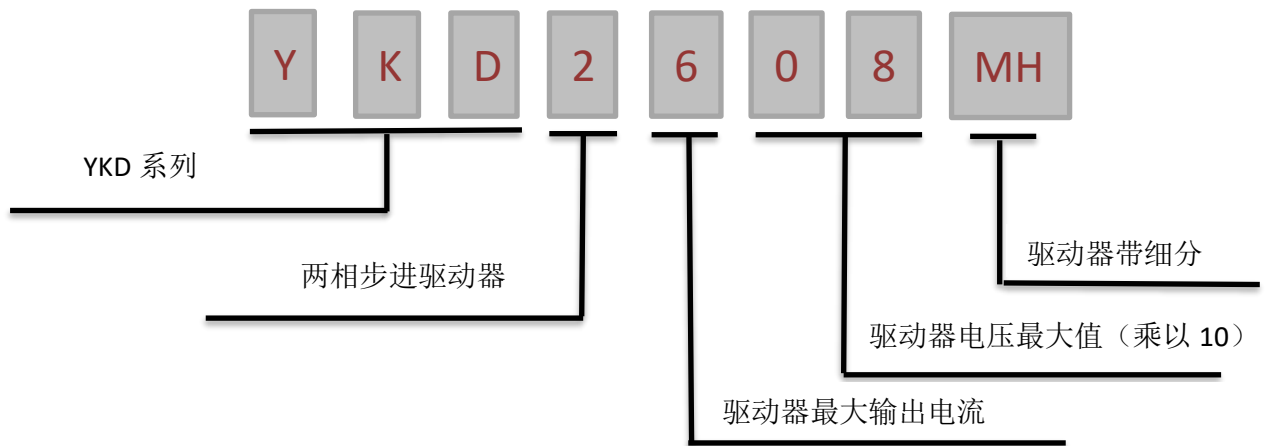 Y K D 2 6 0 8 MH
YKD 系列
两相步进驱动器
驱动器带细分
驱动器电压最大值（乘以 10）
驱动器最大输出电流